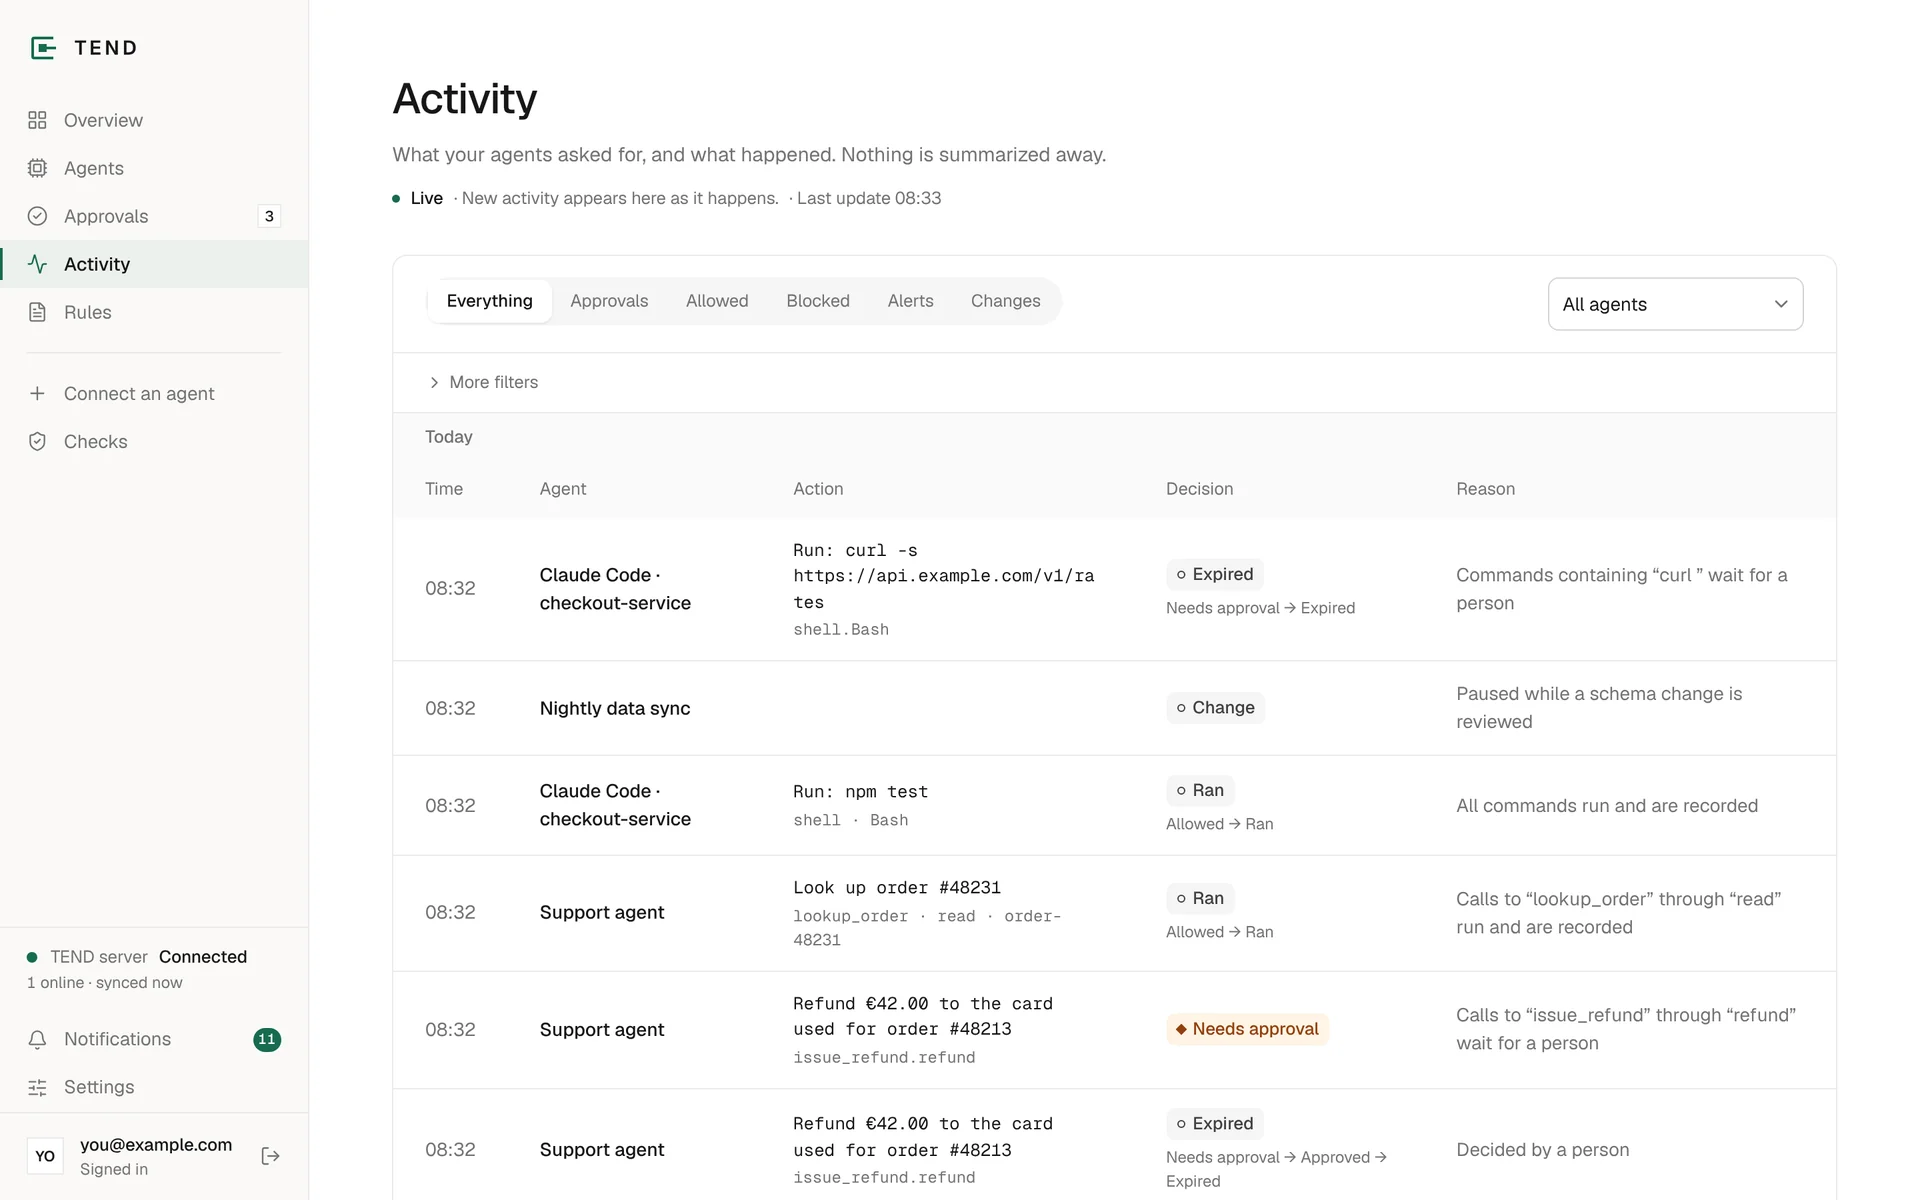 TEND
Overview
Agents
Approvals
3
Activity
Rules
Connect an agent
Checks
TEND server Connected
1 online · synced now
Notifications
11
Settings
YO
you@example.com
Signed in
Activity
What your agents asked for, and what happened. Nothing is summarized away.
Live · New activity appears here as it happens. · Last update 08:33
Everything
Approvals
Allowed
Blocked
Alerts
Changes
All agents
More filters
Today
Time
Agent
Action
Decision
Reason
08:32
Claude Code ·
checkout-service
Run: curl -s
https://api.example.com/v1/ra
tes
shell.Bash
Expired
Needs approval → Expired
Commands containing “curl ” wait for a
person
08:32
Nightly data sync
Change
Paused while a schema change is
reviewed
08:32
Claude Code ·
checkout-service
Run: npm test
shell · Bash
Ran
Allowed → Ran
All commands run and are recorded
08:32
Support agent
Look up order #48231
lookup_order · read · order-
48231
Ran
Allowed → Ran
Calls to “lookup_order” through “read”
run and are recorded
08:32
Support agent
Refund €42.00 to the card
used for order #48213
issue_refund.refund
Needs approval
Calls to “issue_refund” through “refund”
wait for a person
08:32
Support agent
Refund €42.00 to the card
used for order #48213
issue_refund.refund
Expired
Needs approval → Approved →
Expired
Decided by a person